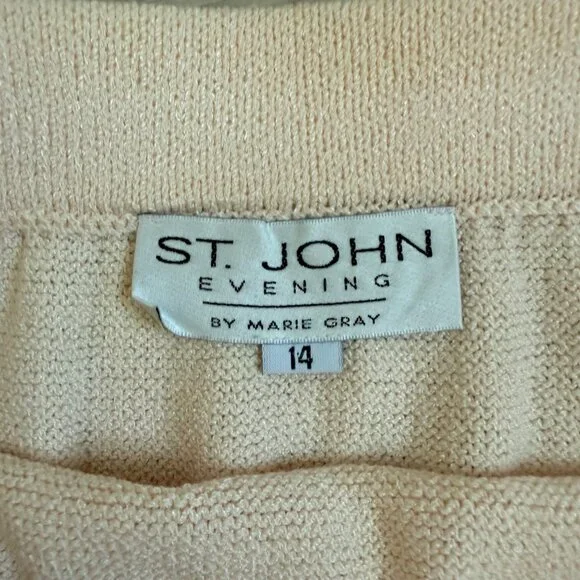 ST. JOHN
EVENING
BY MARIE GRAY
14